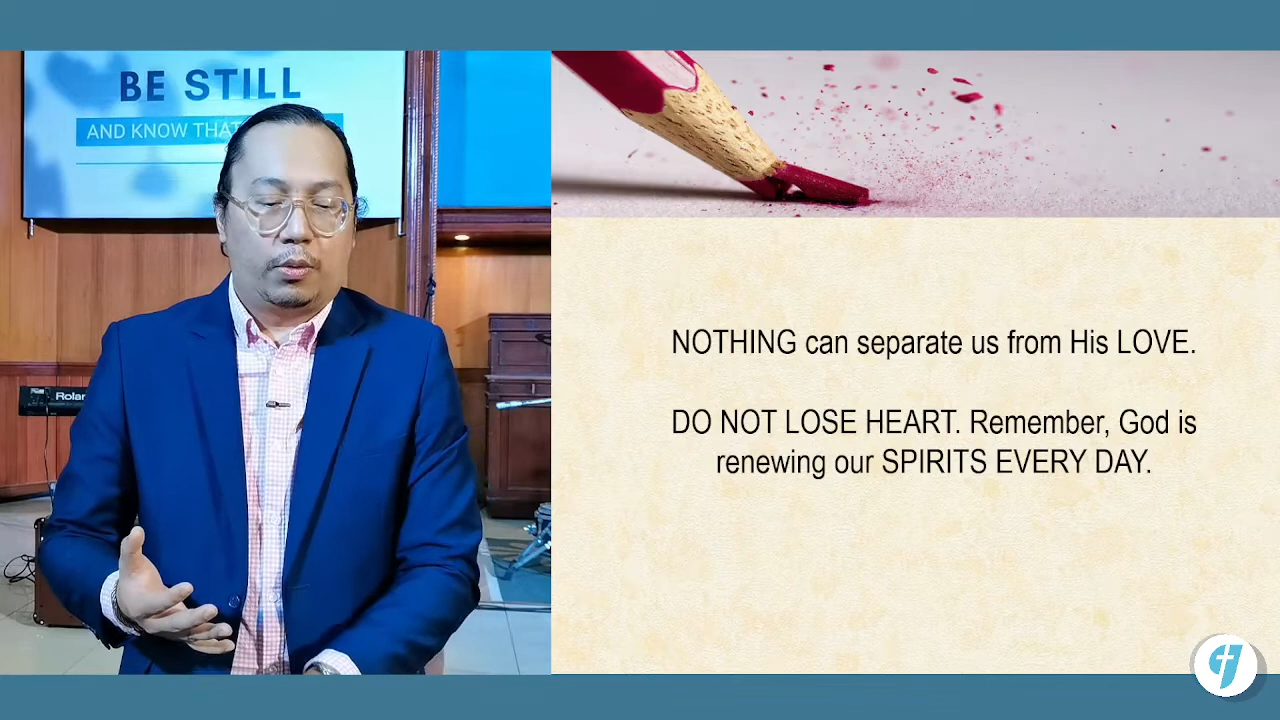 BE STILL
AND KNOW THAT
Rolan
NOTHING can separate us from His LOVE.
DO NOT LOSE HEART. Remember, God is
renewing our SPIRITS EVERY DAY.